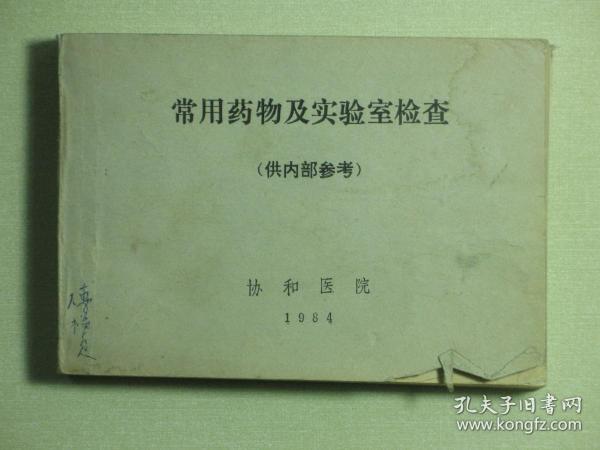 常用药物及实验室检查
(供内部参考)
协和医院
1984
孔夫子旧书网
www.kongfz.com